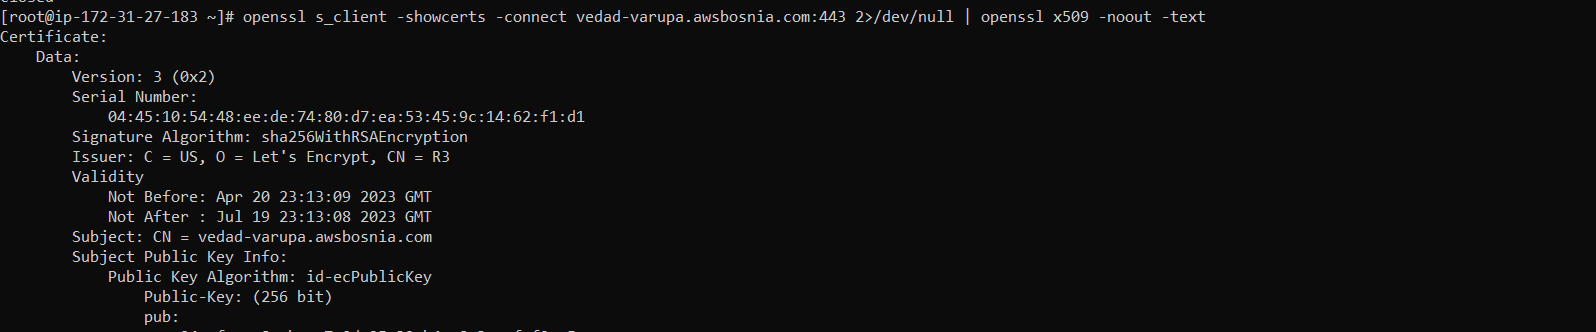 closed
[root@ip-172-31-27-183 ~]# openssl s_client -showcerts -connect vedad-varupa.awsbosnia.com:443 2>/dev/null | openssl x509 -noout -text
Certificate:
    Data:
        Version: 3 (0x2)
        Serial Number:
            04:45:10:54:48:ee:de:74:80:d7:ea:53:45:9c:14:62:f1:d1
        Signature Algorithm: sha256WithRSAEncryption
        Issuer: C = US, O = Let's Encrypt, CN = R3
        Validity
            Not Before: Apr 20 23:13:09 2023 GMT
            Not After : Jul 19 23:13:08 2023 GMT
        Subject: CN = vedad-varupa.awsbosnia.com
        Subject Public Key Info:
            Public Key Algorithm: id-ecPublicKey
                Public-Key: (256 bit)
                pub: